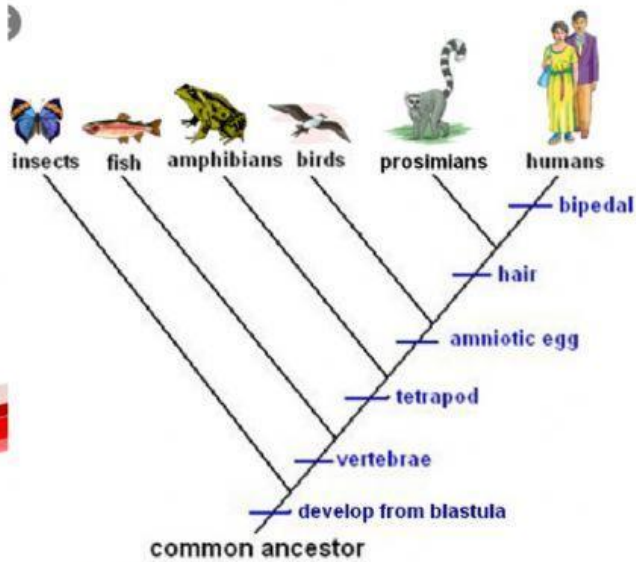 insects fish amphibians birds prosimians humans
bipedal
hair
amniotic egg
tetrapod
vertebrae
develop from blastula
common ancestor